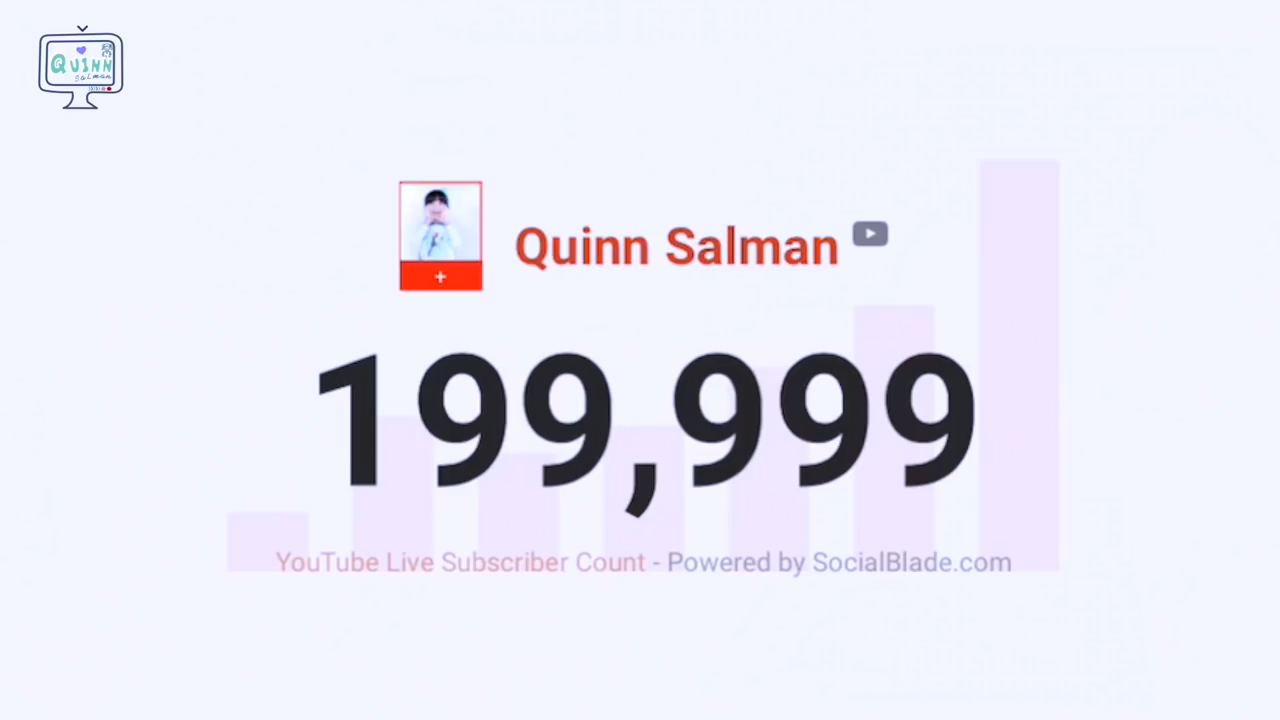 QUINN
Salman
Quinn Salman
+
199,999
YouTube Live Subscriber Count - Powered by SocialBlade.com